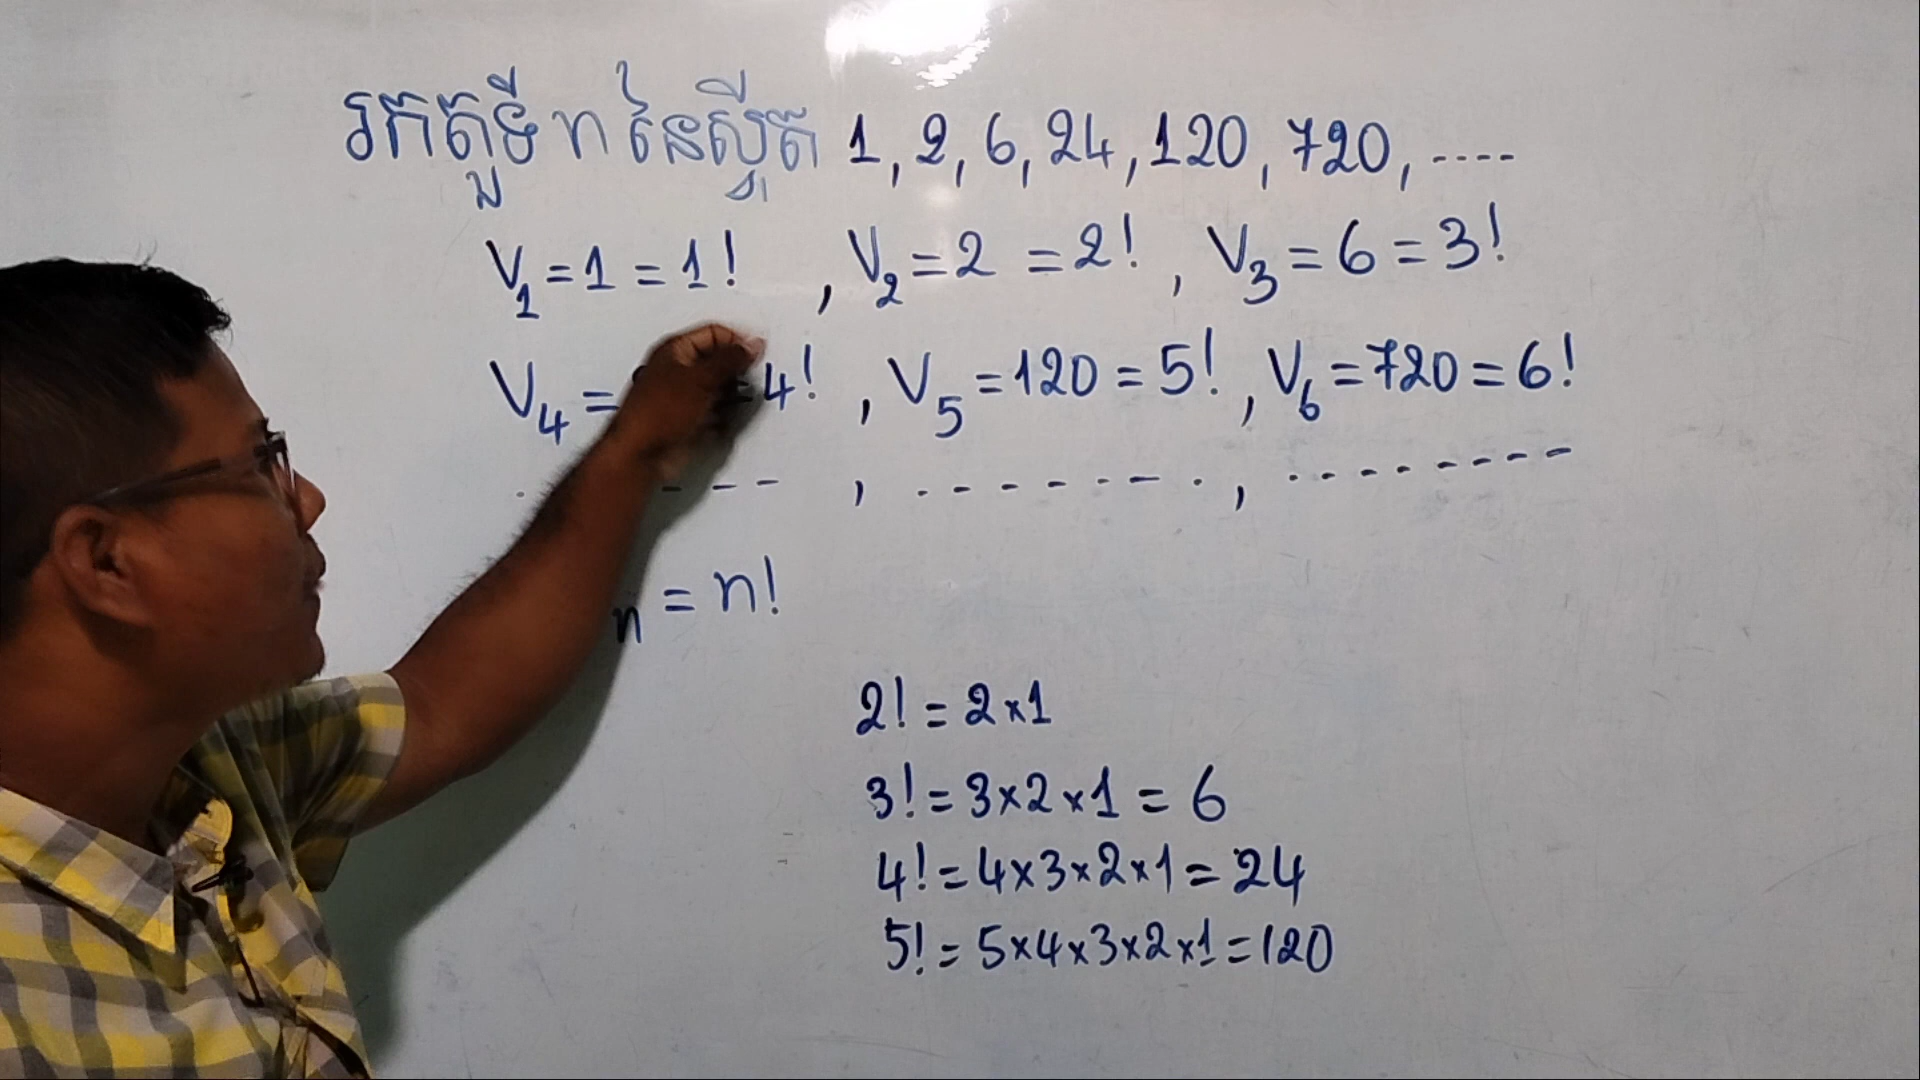 រកតួទី n នៃស្វ៊ីត 1, 2, 6, 24, 120, 720, ....
V₁ = 1 = 1! , V₂ = 2 = 2! , V₃ = 6 = 3!
V₄ = = 4! , V₅ = 120 = 5! , V₆ = 720 = 6!
n = n!
2! = 2×1
3! = 3×2×1 = 6
4! = 4×3×2×1 = 24
5! = 5×4×3×2×1 = 120